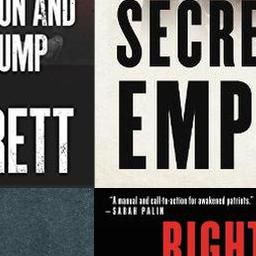 ON AND
UMP
RETT
SECRE
EMP
"A manual and call-to-action for awakened patriots."
—SARAH PALIN
RIGHT